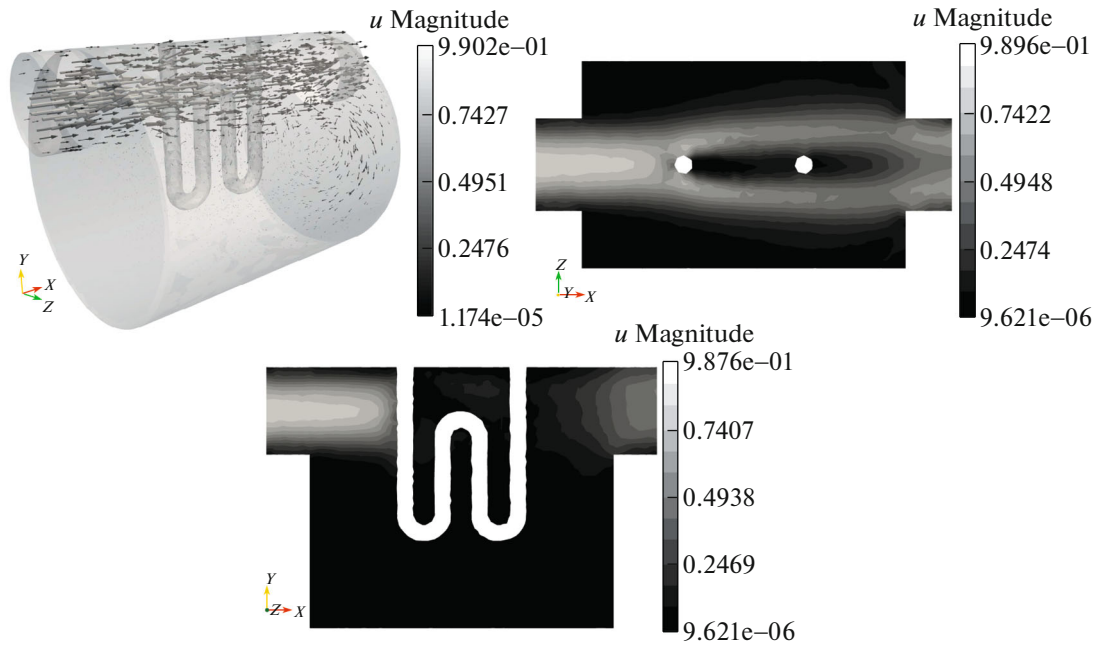 u Magnitude
9.902e−01
0.7427
0.4951
0.2476
1.174e−05
Y
X
Z
u Magnitude
9.896e−01
0.7422
0.4948
0.2474
9.621e−06
Z
Y
X
u Magnitude
9.876e−01
0.7407
0.4938
0.2469
9.621e−06
Y
Z
X